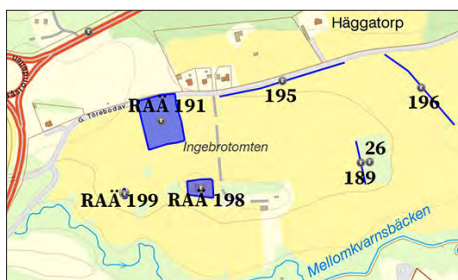 Häggatorp
RAÄ 191
195
196
G. Törebodav.
Ingebrotomten
26
189
RAÄ 199
RAÄ 198
Mellomkvarnsbäcken